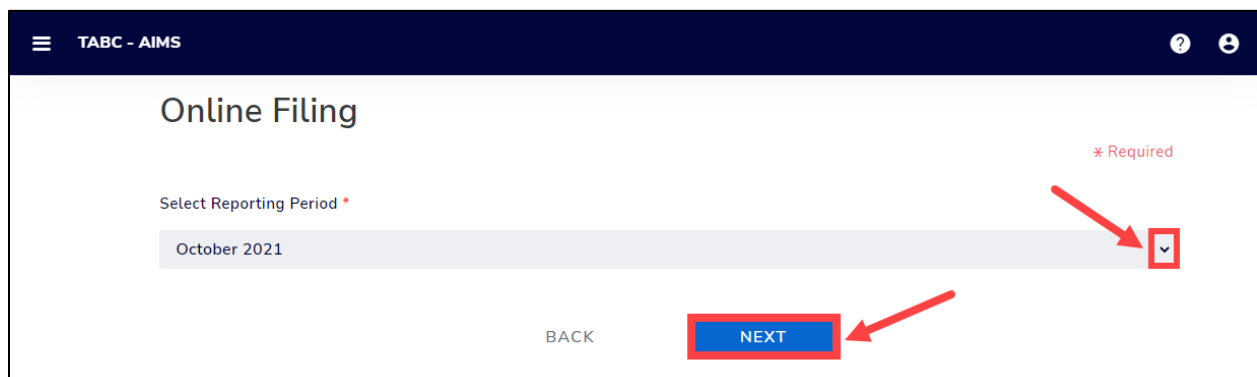 TABC - AIMS
Online Filing
* Required
Select Reporting Period *
October 2021
BACK NEXT